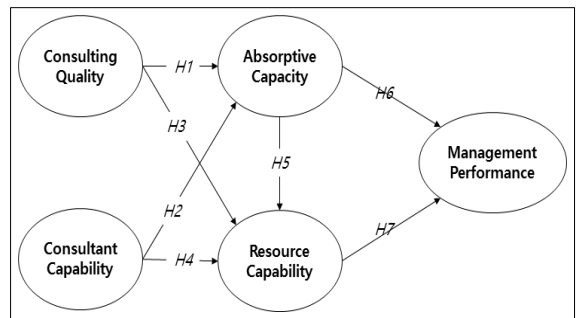 Consulting
Quality
H1
Absorptive
Capacity
H6
H3
H5
Management
Performance
H2
H7
Consultant
Capability
H4
Resource
Capability